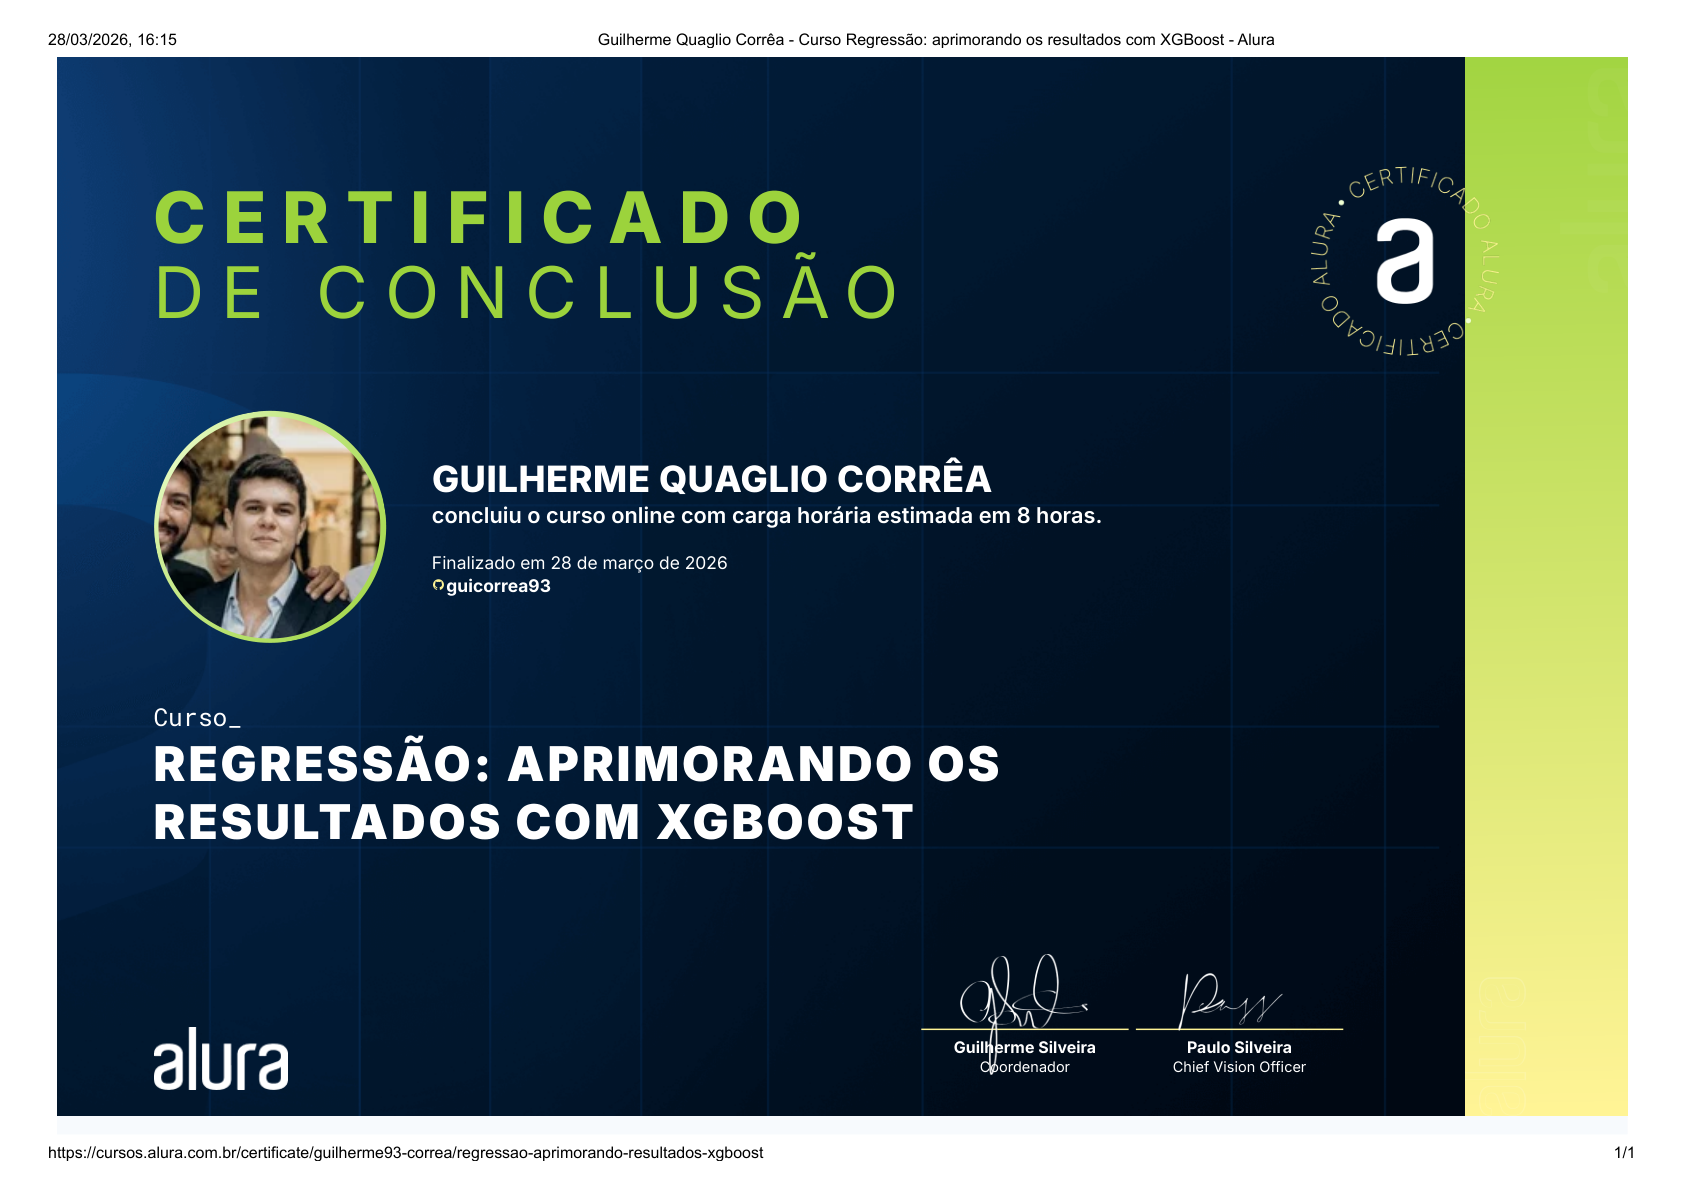 28/03/2026, 16:15
Guilherme Quaglio Corrêa - Curso Regressão: aprimorando os resultados com XGBoost - Alura
CERTIFICADO
DE CONCLUSÃO
CERTIFICADO ALURA • CERTIFICADO ALURA •
a
GUILHERME QUAGLIO CORRÊA
concluiu o curso online com carga horária estimada em 8 horas.
Finalizado em 28 de março de 2026
guicorrea93
Curso_
REGRESSÃO: APRIMORANDO OS
RESULTADOS COM XGBOOST
alura
Guilherme Silveira
Coordenador
Paulo Silveira
Chief Vision Officer
https://cursos.alura.com.br/certificate/guilherme93-correa/regressao-aprimorando-resultados-xgboost
1/1